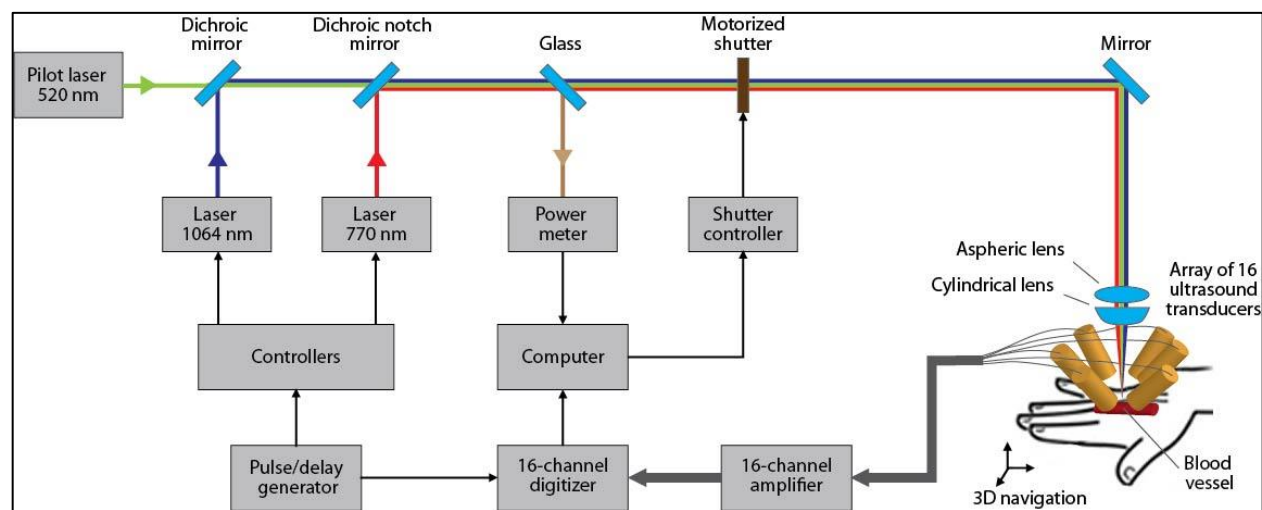 Dichroic
mirror
Dichroic notch
mirror
Glass
Motorized
shutter
Mirror
Pilot laser
520 nm
Laser
1064 nm
Laser
770 nm
Power
meter
Shutter
controller
Aspheric lens
Cylindrical lens
Array of 16
ultrasound
transducers
Controllers
Computer
Pulse/delay
generator
16-channel
digitizer
16-channel
amplifier
3D navigation
Blood
vessel